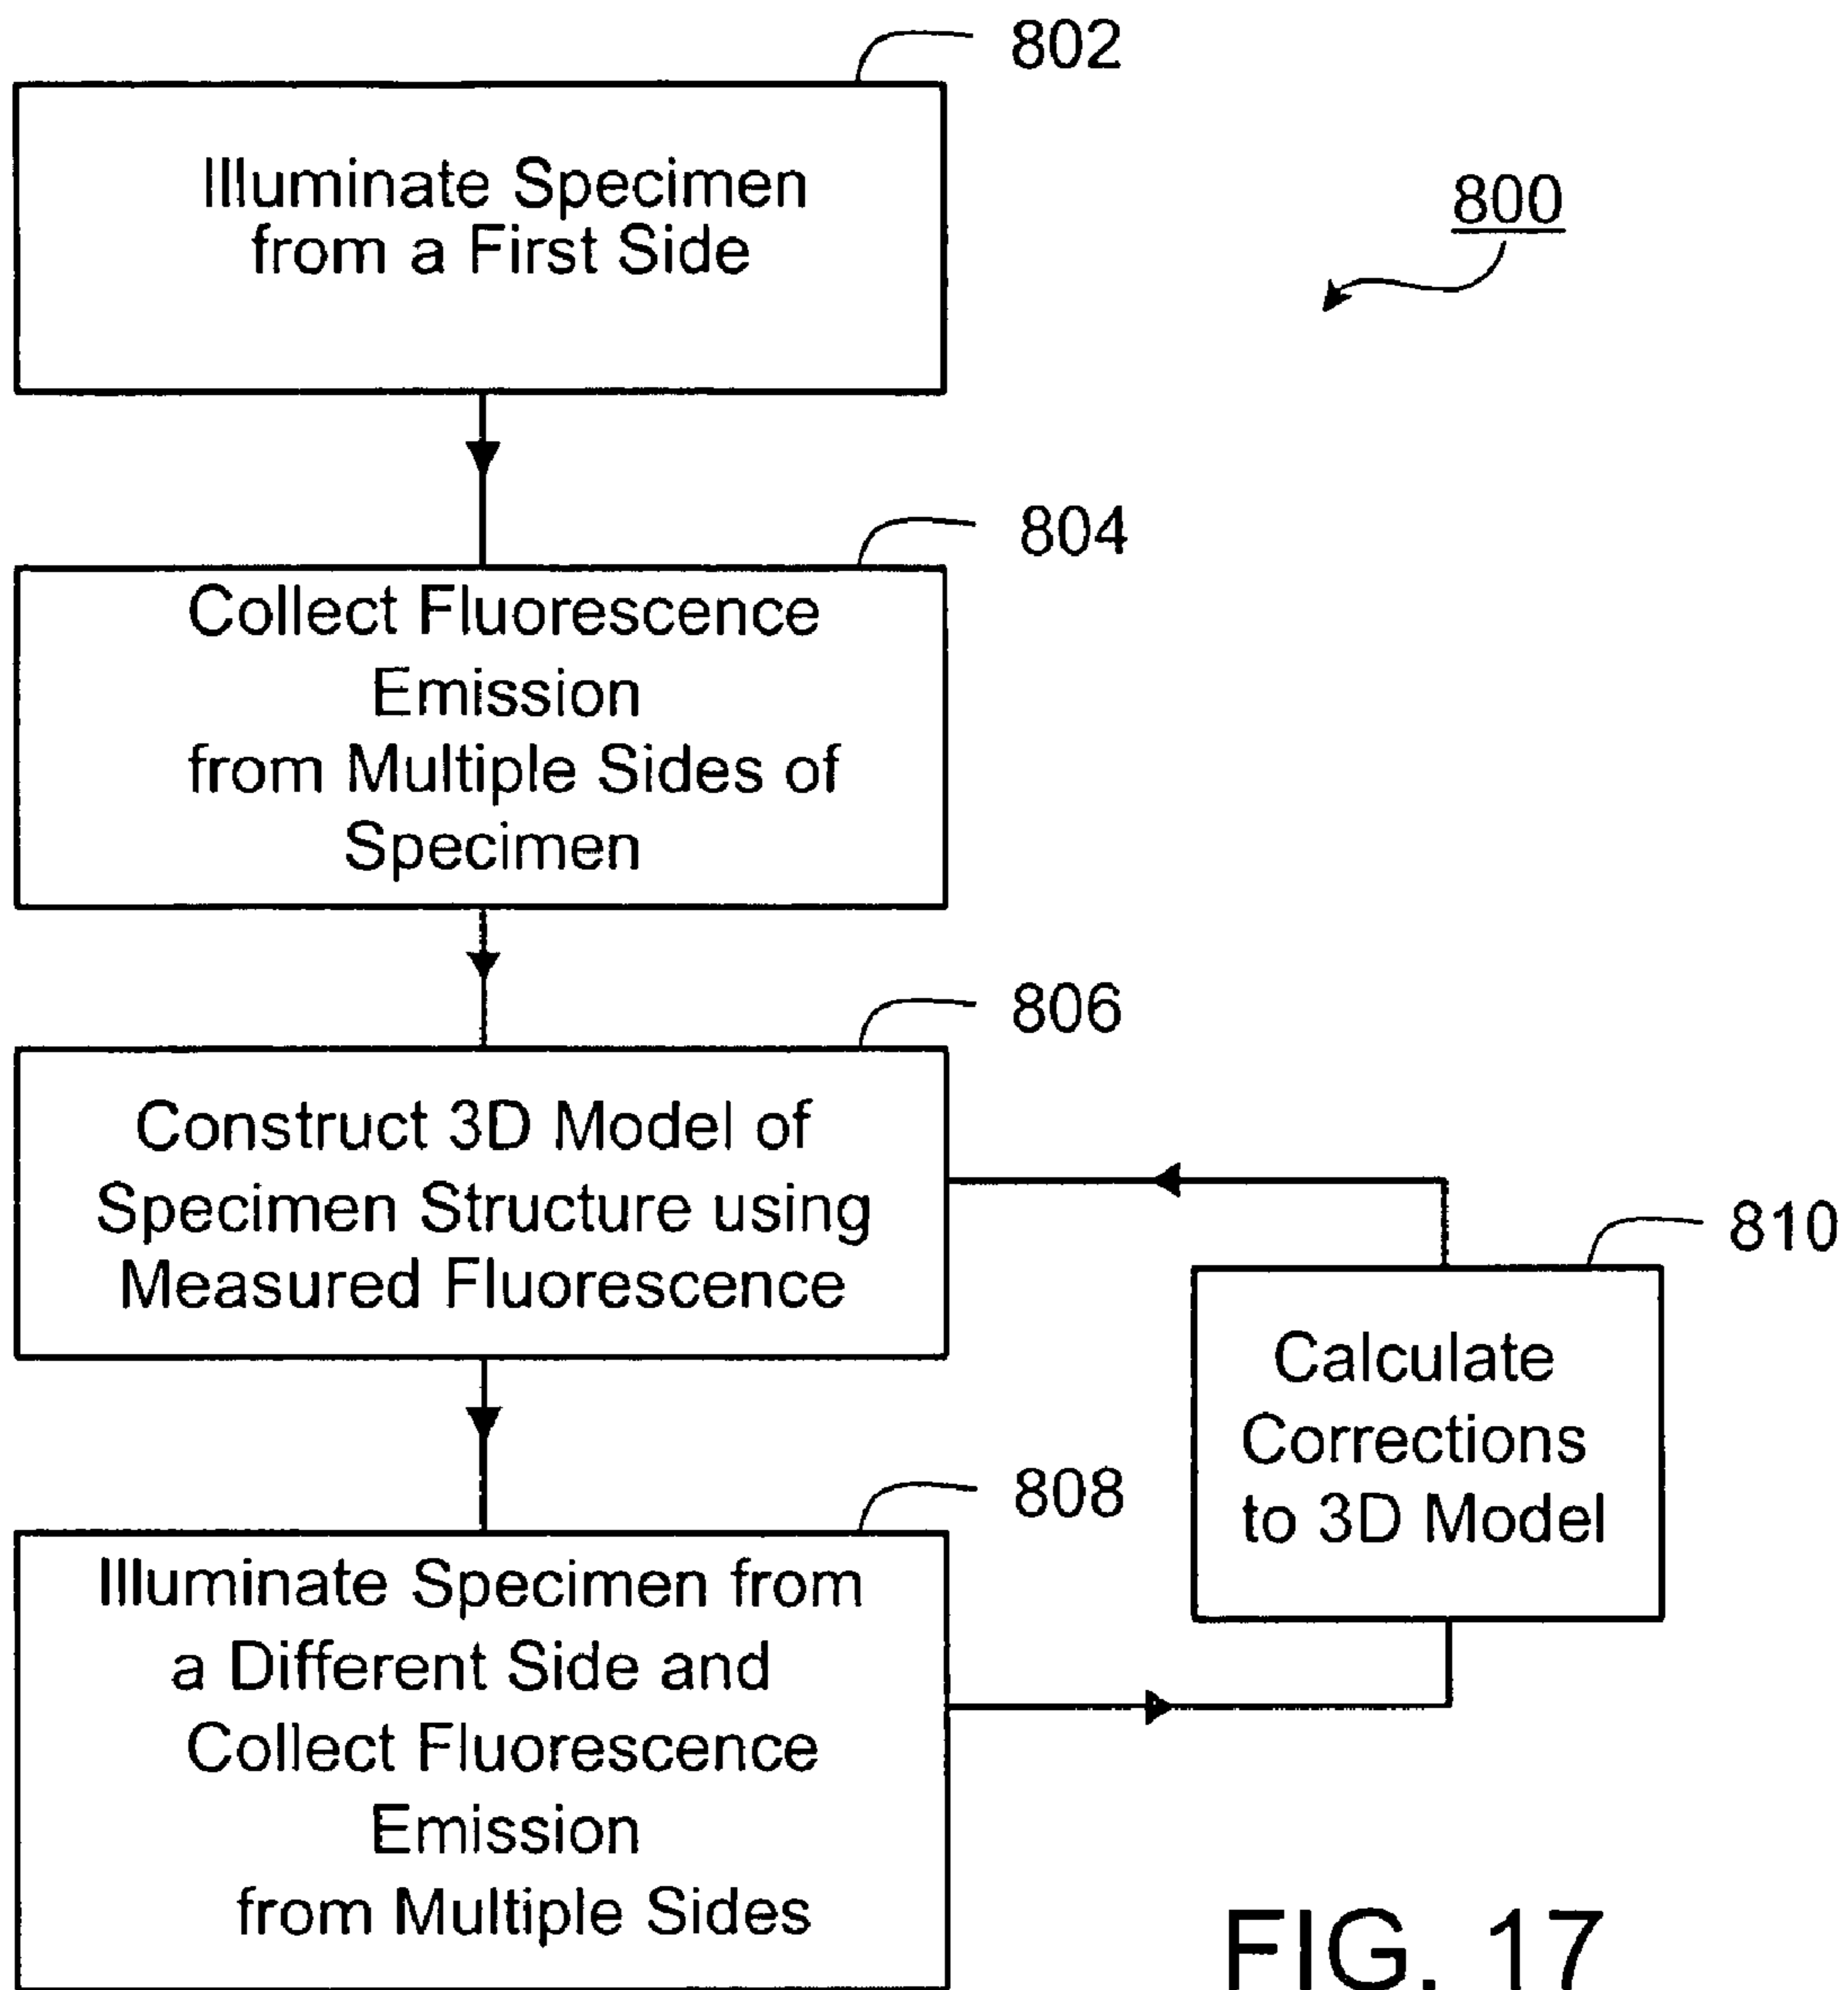 802
Illuminate Specimen
from a First Side
800
804
Collect Fluorescence
Emission
from Multiple Sides of
Specimen
806
Construct 3D Model of
Specimen Structure using
Measured Fluorescence
810
Calculate
Corrections
to 3D Model
808
Illuminate Specimen from
a Different Side and
Collect Fluorescence
Emission
from Multiple Sides
FIG. 17